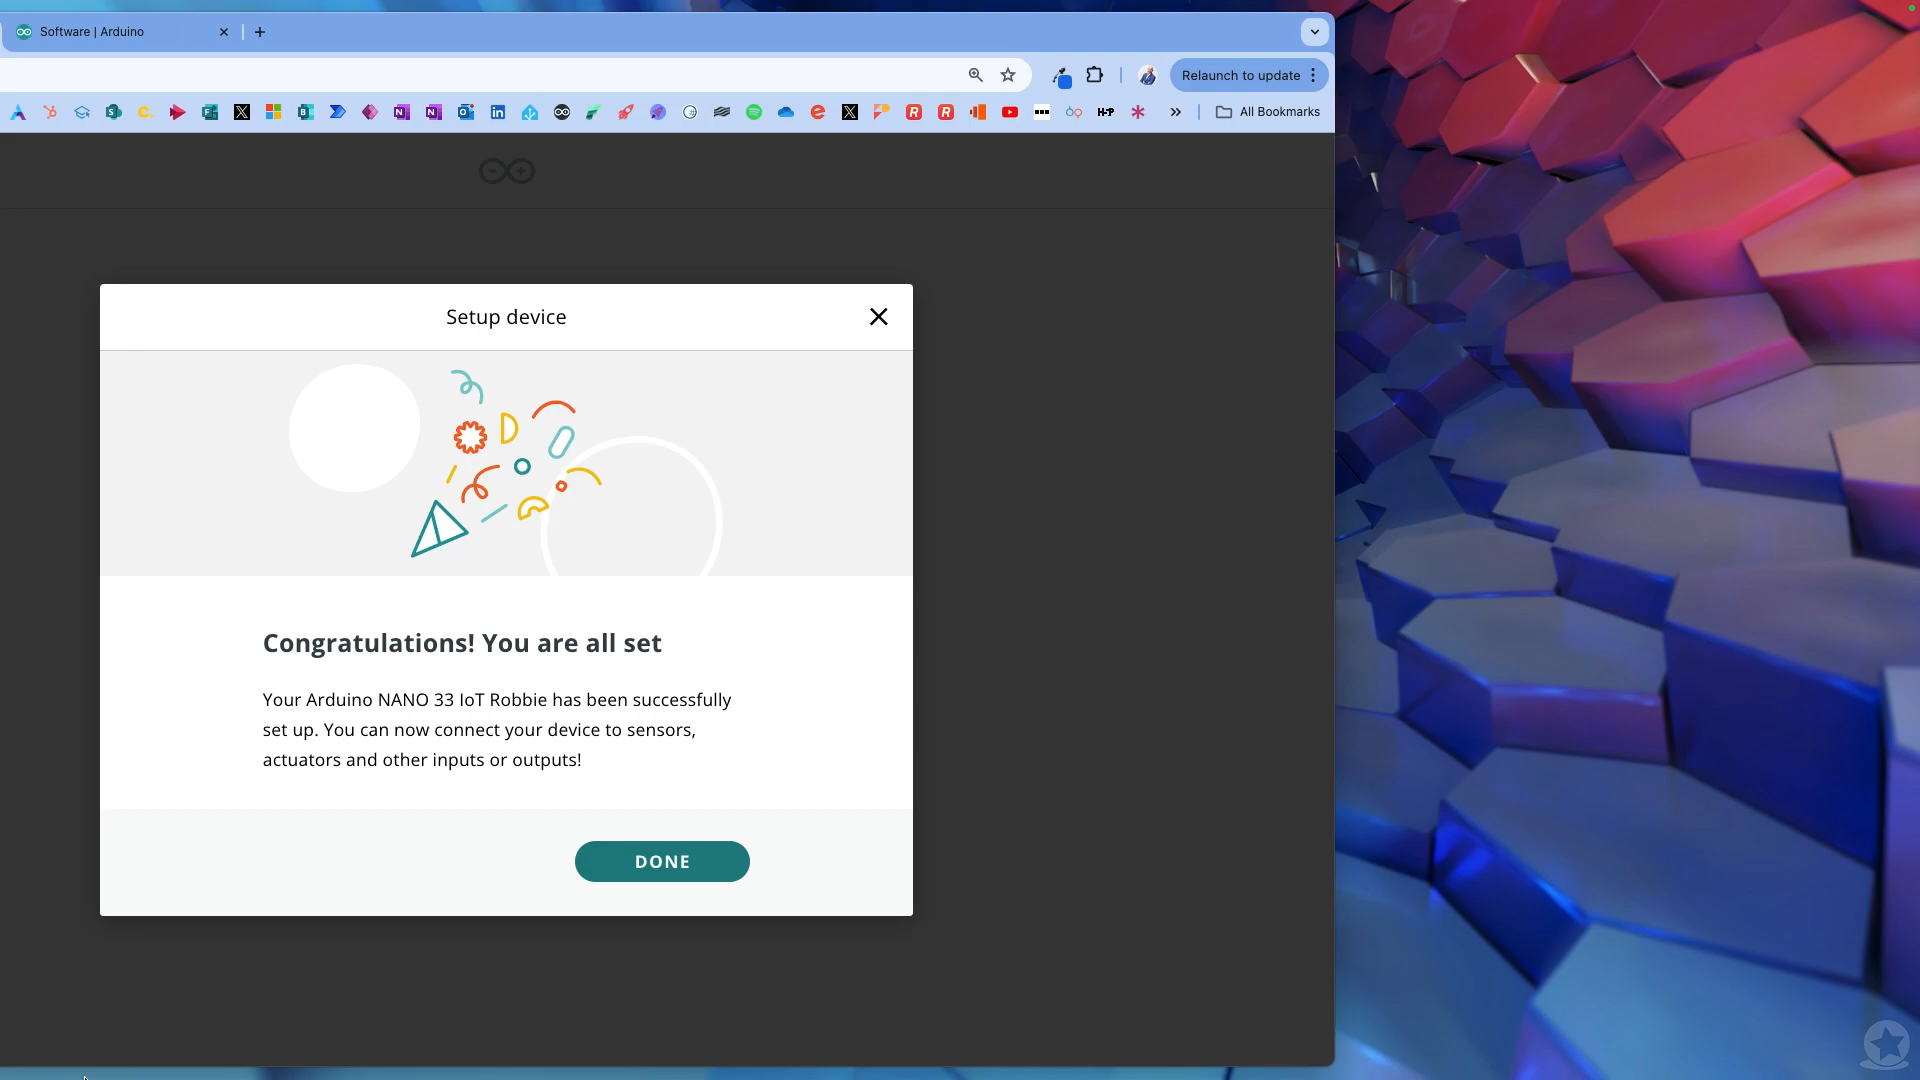 Software | Arduino
Relaunch to update
All Bookmarks
Setup device
Congratulations! You are all set
Your Arduino NANO 33 IoT Robbie has been successfully
set up. You can now connect your device to sensors,
actuators and other inputs or outputs!
DONE